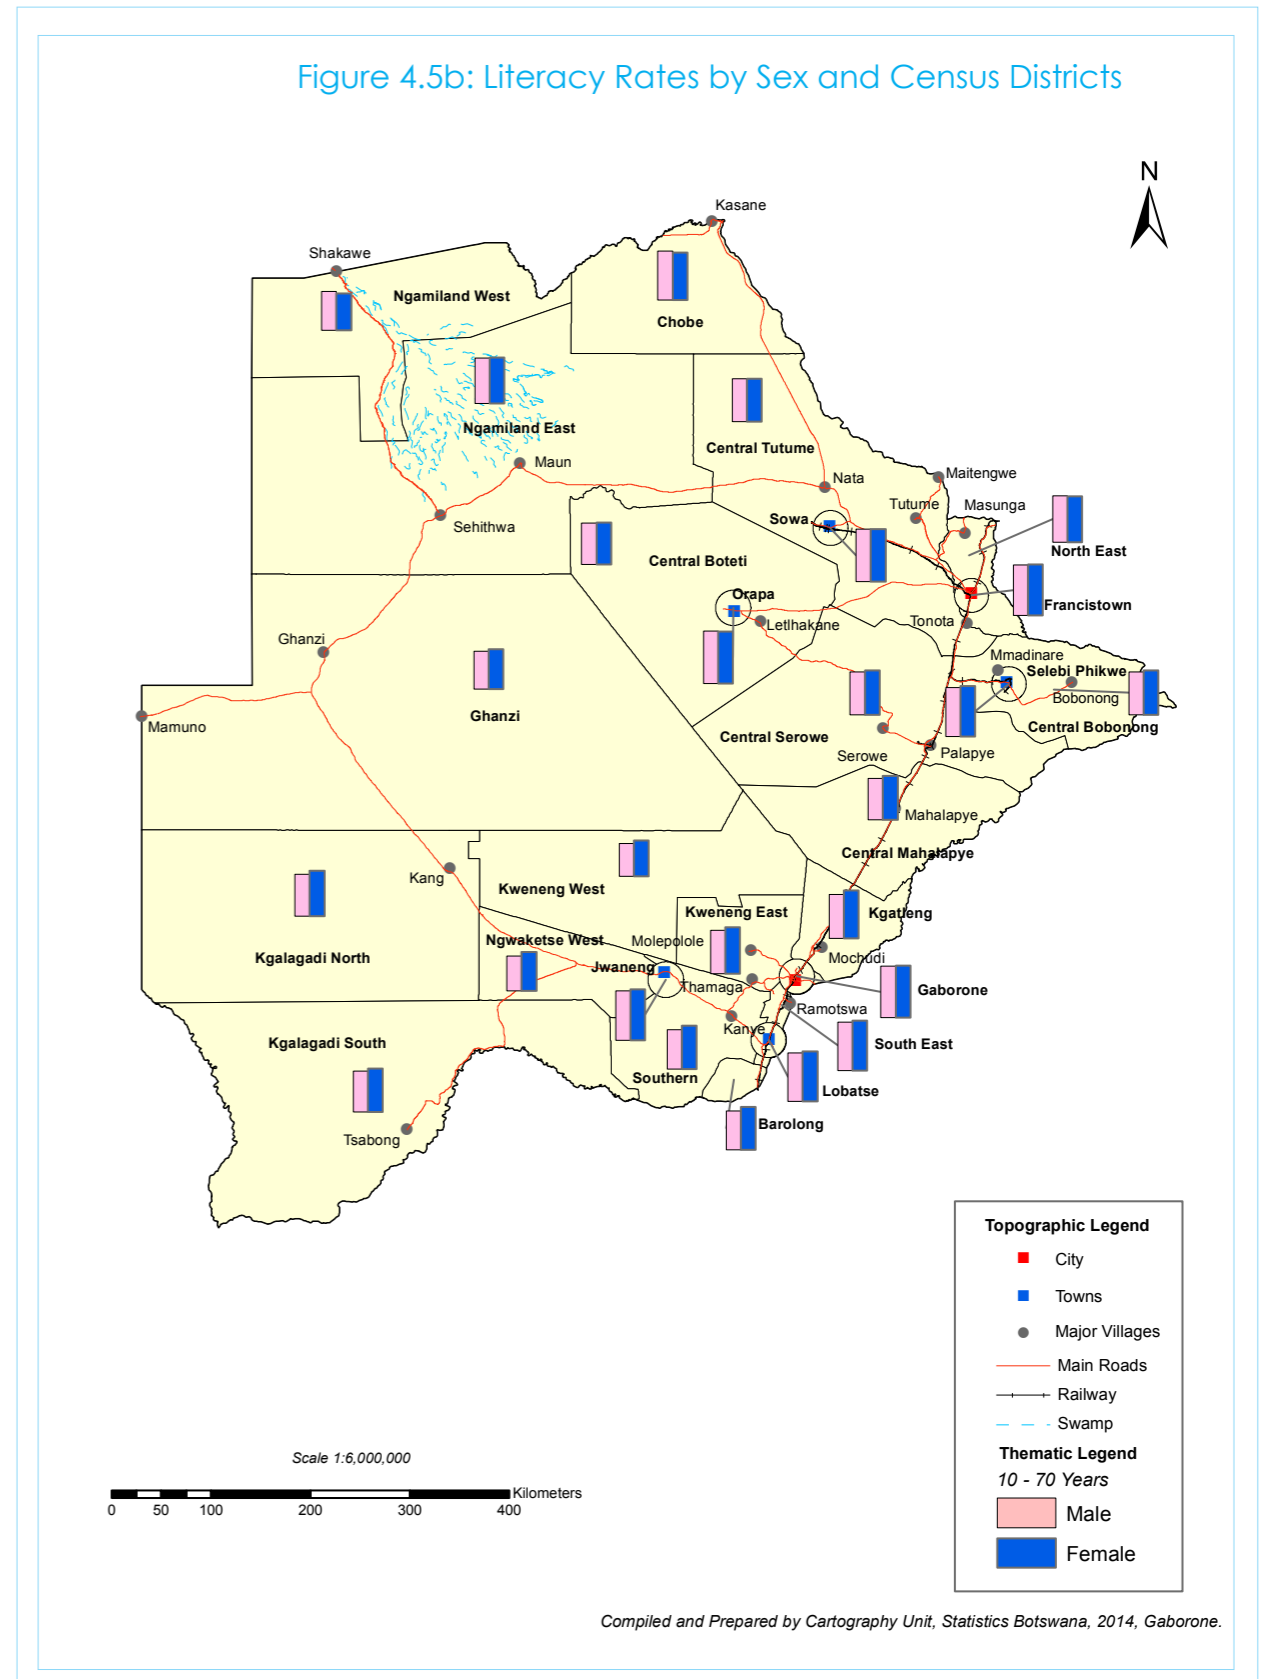 Figure 4.5b: Literacy Rates by Sex and Census Districts
N
Kasane
Shakawe
Ngamiland West
Chobe
Ngamiland East
Central Tutume
Maun
Nata
Maitengwe
Tutume
Masunga
Sehithwa
Sowa
North East
Central Boteti
Orapa
Francistown
Letlhakane
Tonota
Ghanzi
Mmadinare
Selebi Phikwe
Bobonong
Ghanzi
Mamuno
Central Serowe
Central Bobonong
Serowe
Palapye
Mahalapye
Central Mahalapye
Kang
Kweneng West
Kweneng East
Kgatleng
Ngwaketse West
Molepolole
Kgalagadi North
Jwaneng
Mochudi
Thamaga
Gaborone
Ramotswa
Kanye
Kgalagadi South
South East
Southern
Lobatse
Barolong
Tsabong
Topographic Legend
City
Towns
Major Villages
Main Roads
Railway
Swamp
Thematic Legend
10 - 70 Years
Male
Female
Scale 1:6,000,000
Kilometers
0 50 100 200 300 400
Compiled and Prepared by Cartography Unit, Statistics Botswana, 2014, Gaborone.